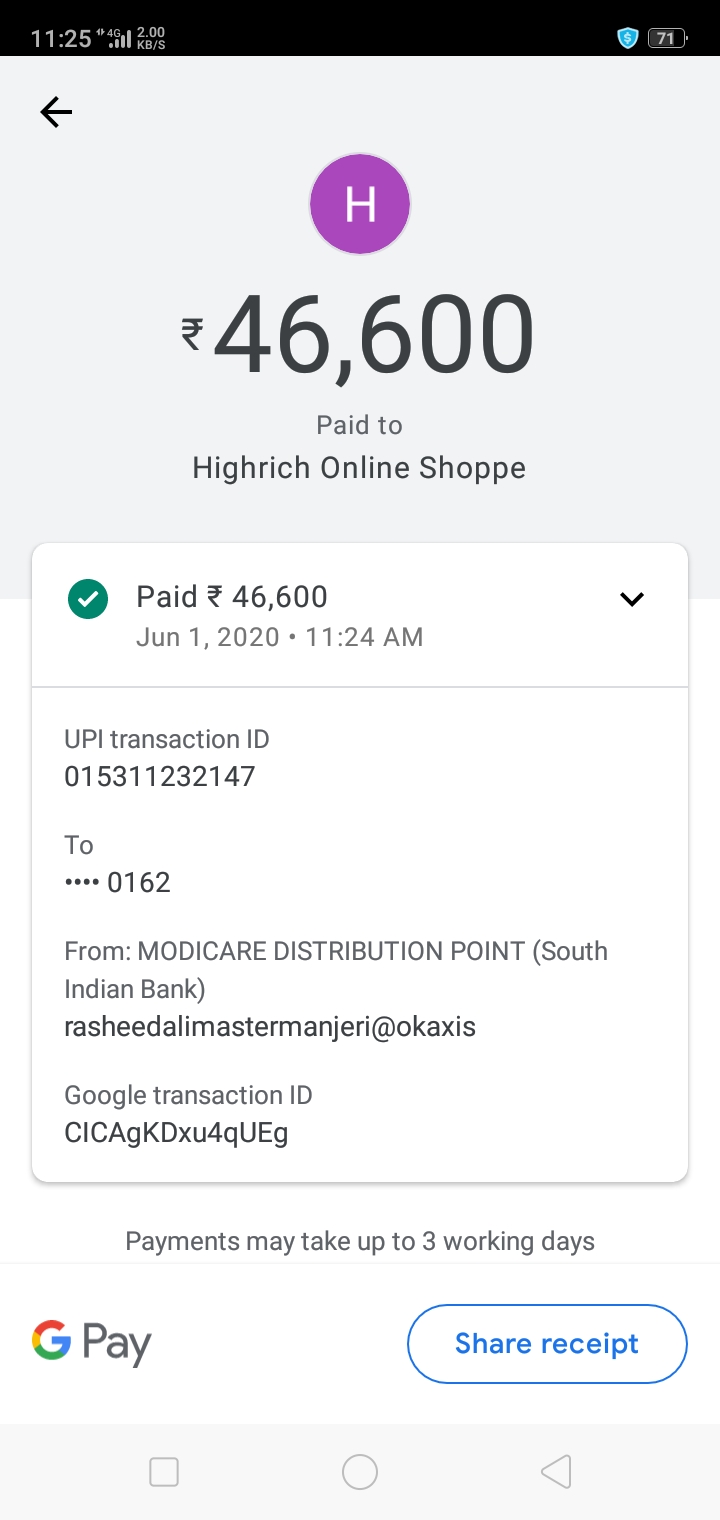 11:25 4G 2.00 KB/S 71
H
₹46,600
Paid to
Highrich Online Shoppe
Paid ₹ 46,600
Jun 1, 2020 • 11:24 AM
UPI transaction ID
015311232147
To
•••• 0162
From: MODICARE DISTRIBUTION POINT (South
Indian Bank)
rasheedalimastermanjeri@okaxis
Google transaction ID
CICAgKDxu4qUEg
Payments may take up to 3 working days
G Pay
Share receipt